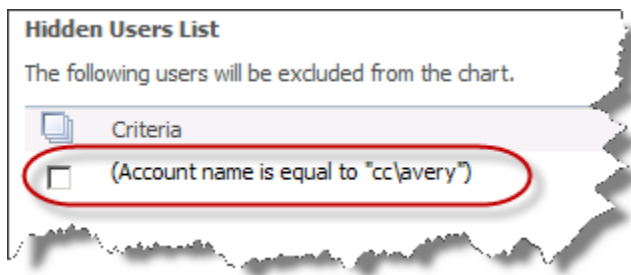 Hidden Users List
The following users will be excluded from the chart.
Criteria
(Account name is equal to "cc\avery")